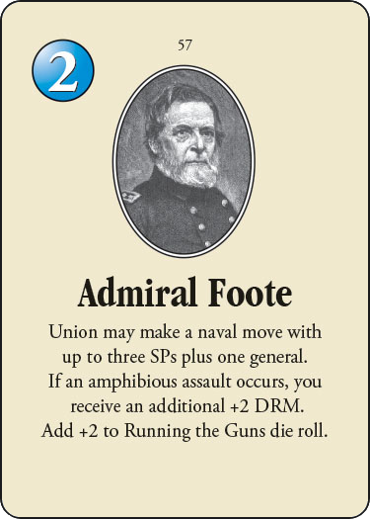 57
2
Admiral Foote
Union may make a naval move with
up to three SPs plus one general.
If an amphibious assault occurs, you
receive an additional +2 DRM.
Add +2 to Running the Guns die roll.